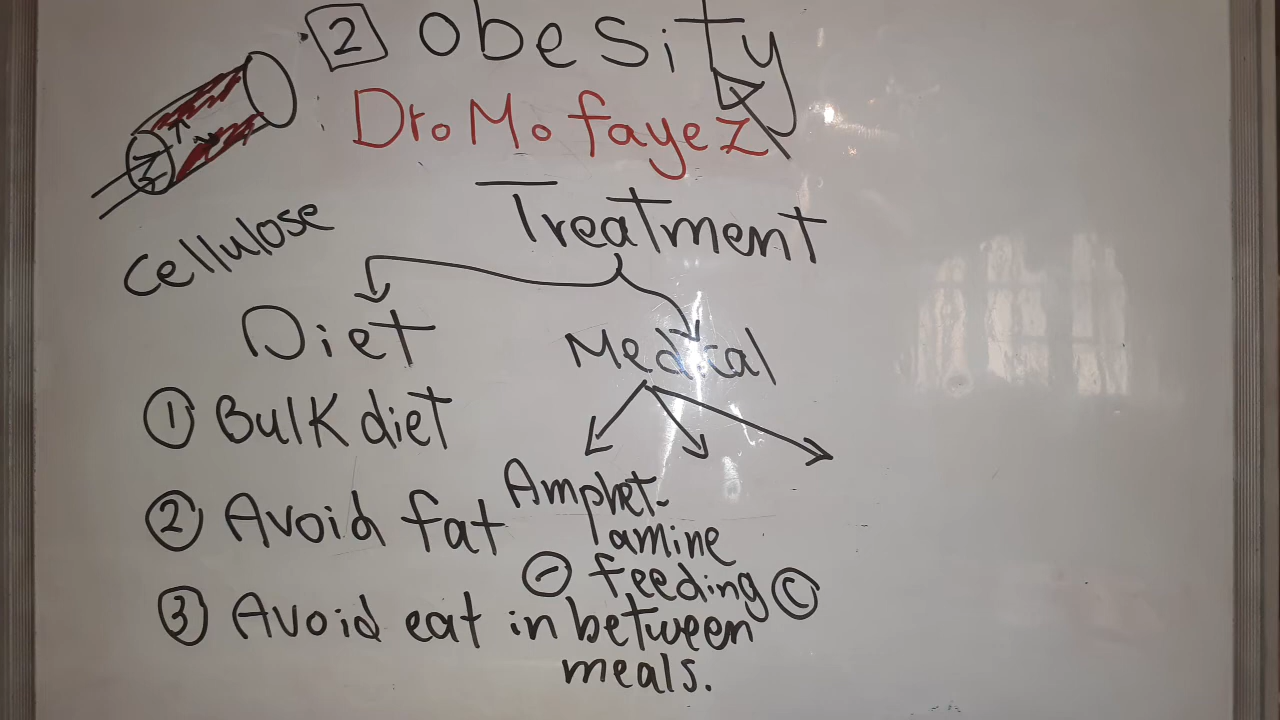 2 Obesity
Dr. Mo fayez
Treatment
Cellulose
Diet
Medical
① Bulk diet
② Avoid fat
Amphet-
amine
⊖ feeding C
③ Avoid eat in between
meals.